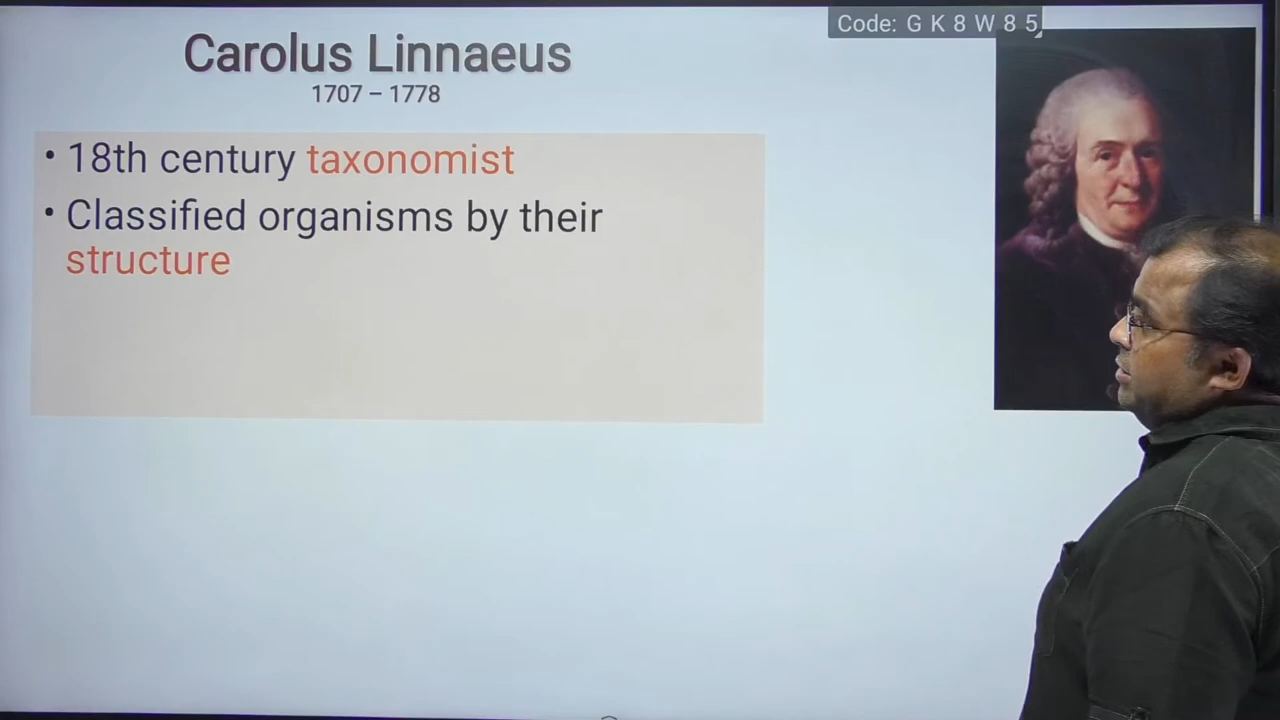 Code: G K 8 W 8 5
Carolus Linnaeus
1707 – 1778
• 18th century taxonomist
• Classified organisms by their
structure